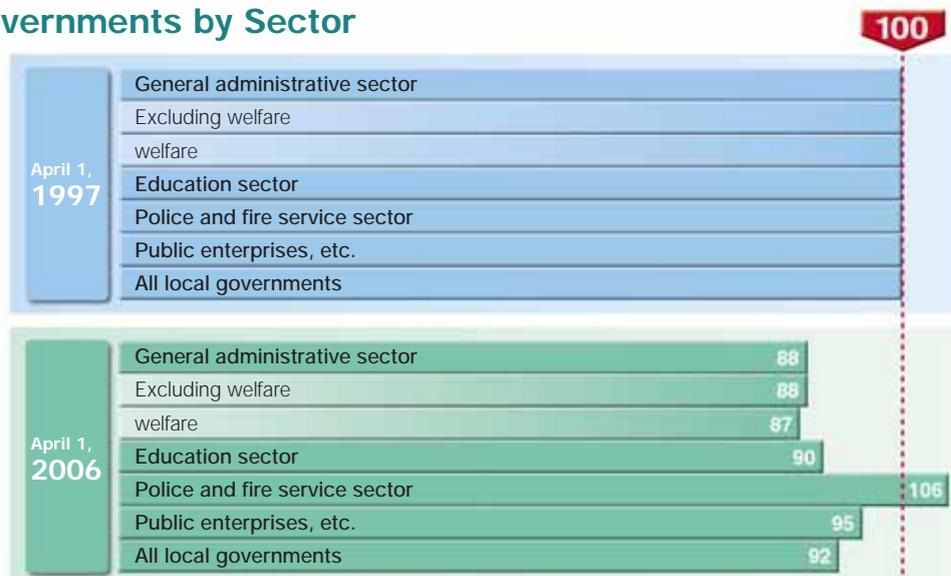 vernments by Sector
100
April 1,
1997
General administrative sector
Excluding welfare
welfare
Education sector
Police and fire service sector
Public enterprises, etc.
All local governments
April 1,
2006
General administrative sector 88
Excluding welfare 88
welfare 87
Education sector 90
Police and fire service sector 106
Public enterprises, etc. 95
All local governments 92